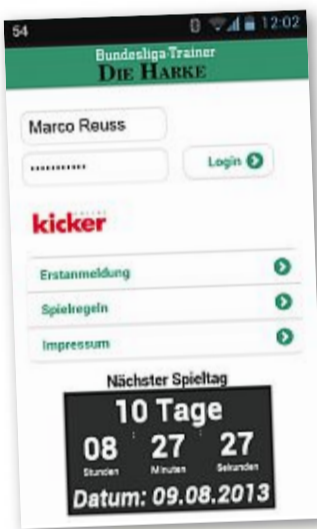 54 12:02
Bundesliga-Trainer
DIE HARKE
Marco Reuss
••••••••••• Login
kicker
Erstanmeldung
Spielregeln
Impressum
Nächster Spieltag
10 Tage
08 : 27 : 27
Stunden Minuten Sekunden
Datum: 09.08.2013